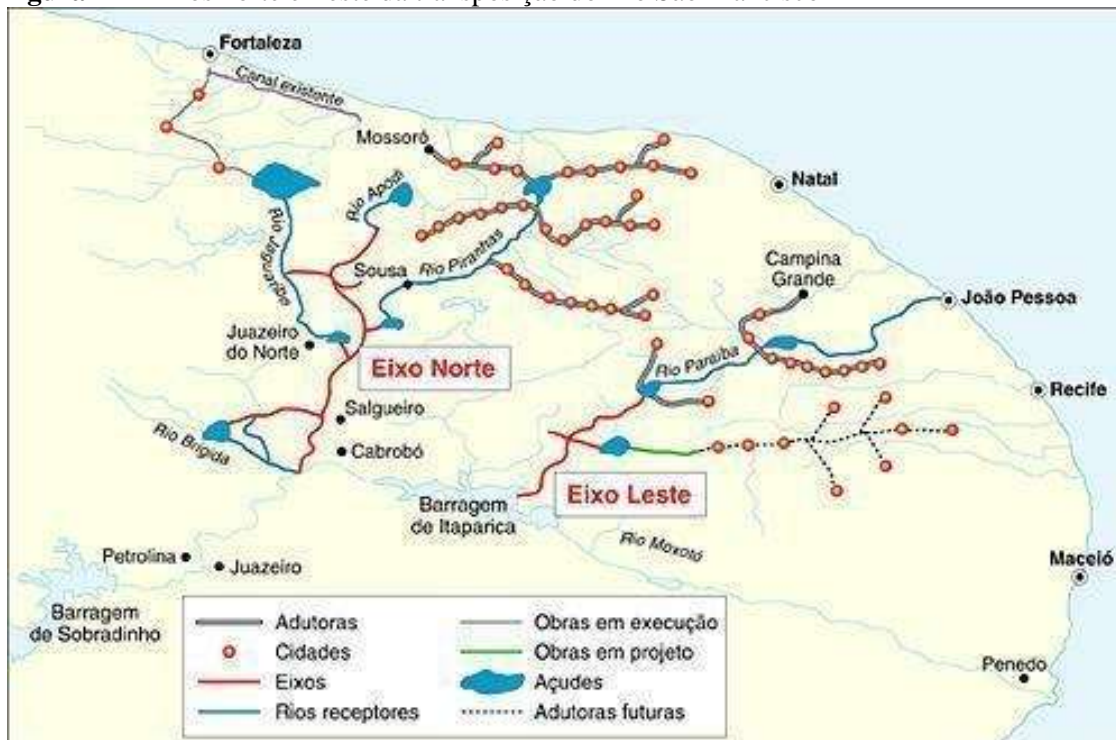 Fortaleza
Canal existente
Mossoró
Natal
Rio Apodi
Rio Jaguaribe
Sousa
Rio Piranhas
Campina
Grande
João Pessoa
Juazeiro
do Norte
Eixo Norte
Rio Paraíba
Recife
Salgueiro
Rio Brigida
Cabrobó
Eixo Leste
Barragem
de Itaparica
Rio Moxotó
Petrolina
Juazeiro
Maceió
Barragem
de Sobradinho
Adutoras
Obras em execução
Cidades
Obras em projeto
Eixos
Açudes
Rios receptores
Adutoras futuras
Penedo